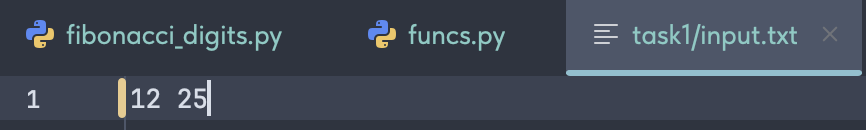 fibonacci_digits.py funcs.py task1/input.txt
1 12 25